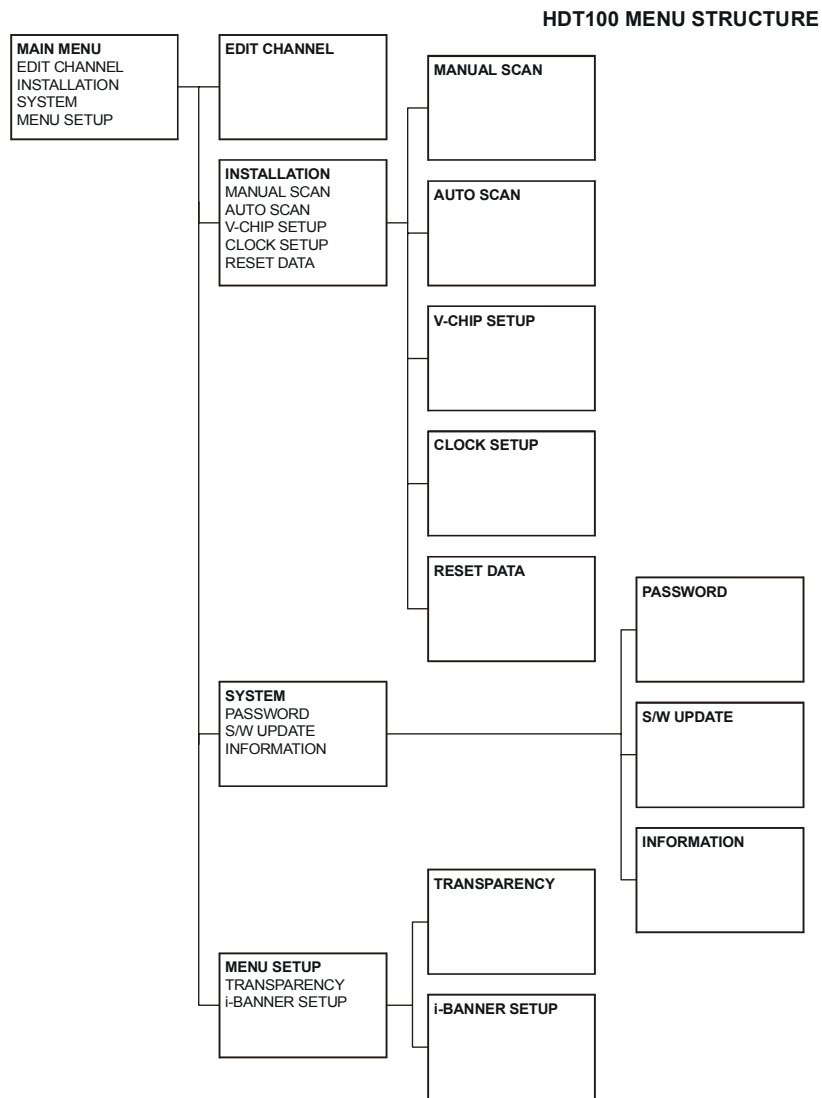 HDT100 MENU STRUCTURE
MAIN MENU
EDIT CHANNEL
INSTALLATION
SYSTEM
MENU SETUP
EDIT CHANNEL
INSTALLATION
MANUAL SCAN
AUTO SCAN
V-CHIP SETUP
CLOCK SETUP
RESET DATA
MANUAL SCAN
AUTO SCAN
V-CHIP SETUP
CLOCK SETUP
RESET DATA
SYSTEM
PASSWORD
S/W UPDATE
INFORMATION
PASSWORD
S/W UPDATE
INFORMATION
MENU SETUP
TRANSPARENCY
i-BANNER SETUP
TRANSPARENCY
i-BANNER SETUP